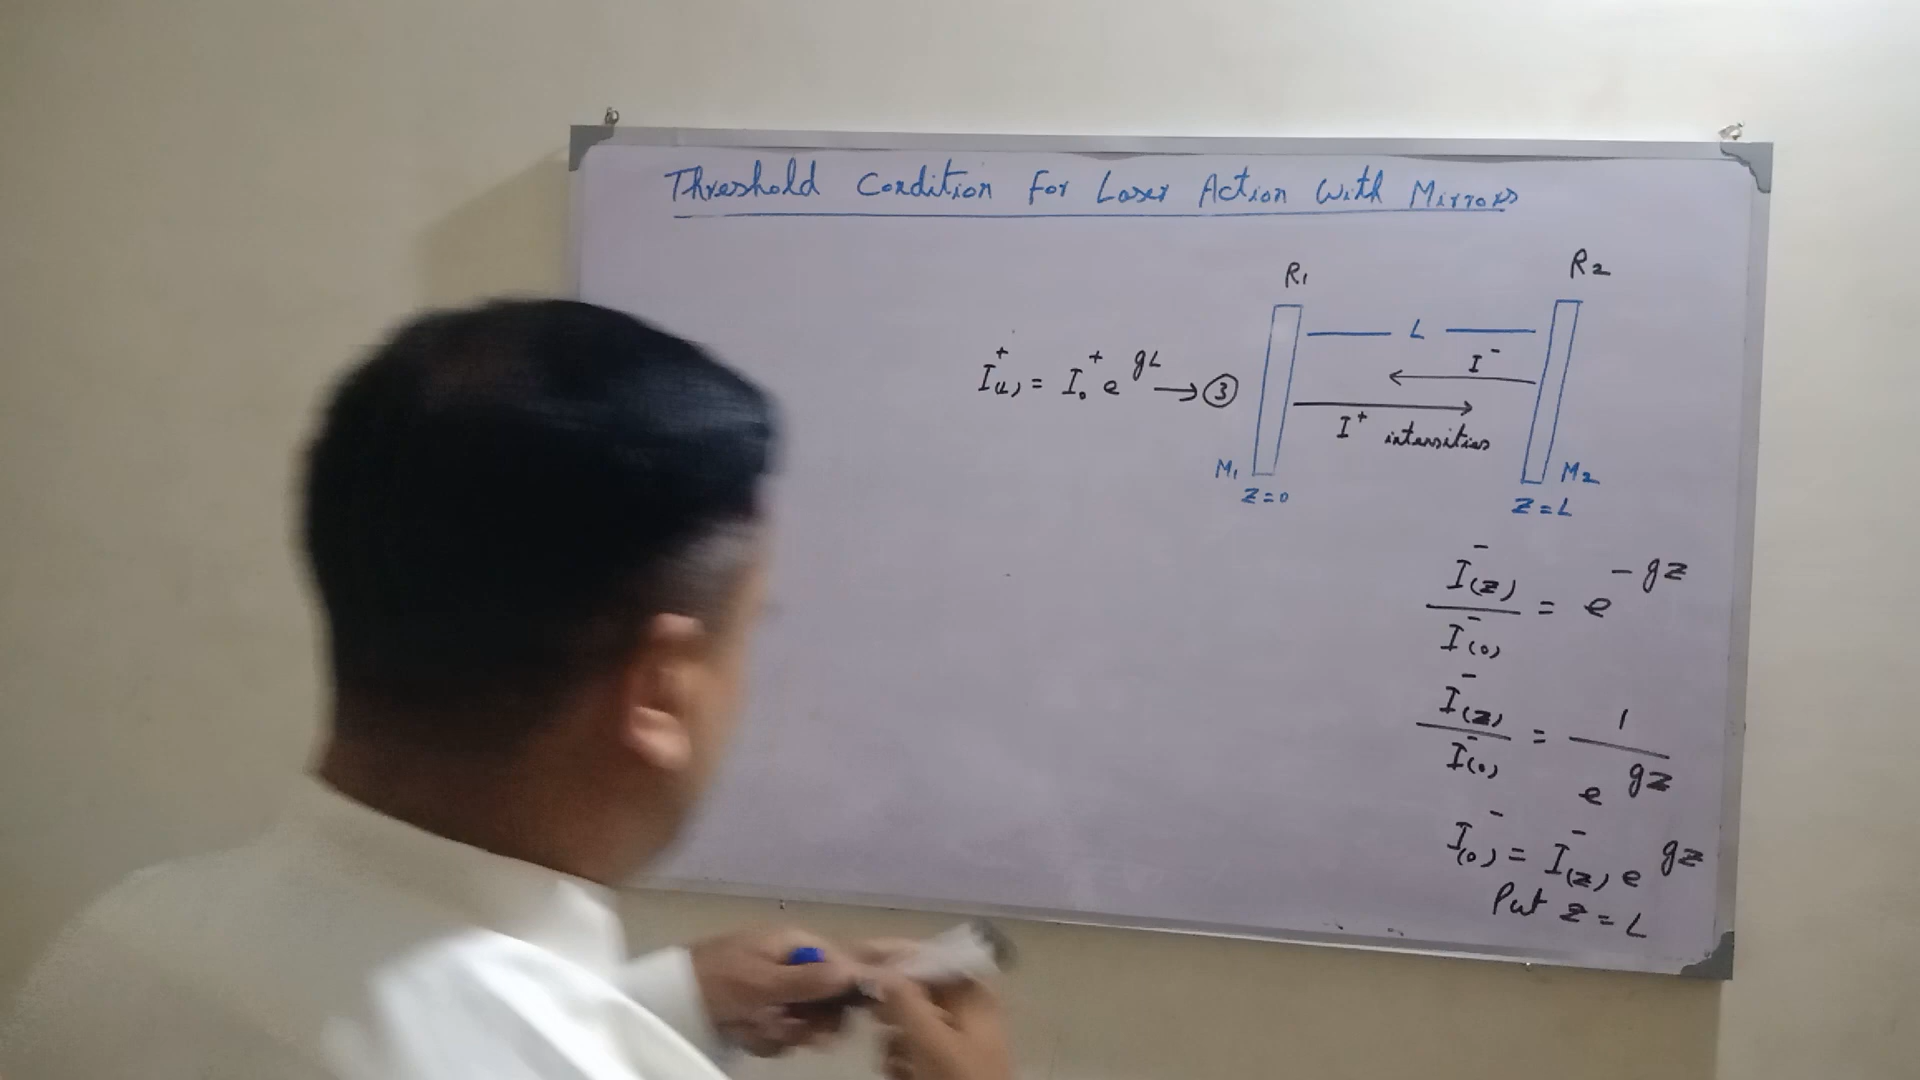 Threshold Condition For Laser Action With Mirrors
R₁ R₂
L
I⁻
I⁺(L) = I₀⁺ e^gL → ③
I⁺ intensities
M₁ M₂
Z=0 Z=L
I⁻(z) / I⁻(0) = e^-gz
I⁻(z) / I⁻(0) = 1 / e^gz
I⁻(0) = I⁻(z) e^gz
Put z = L